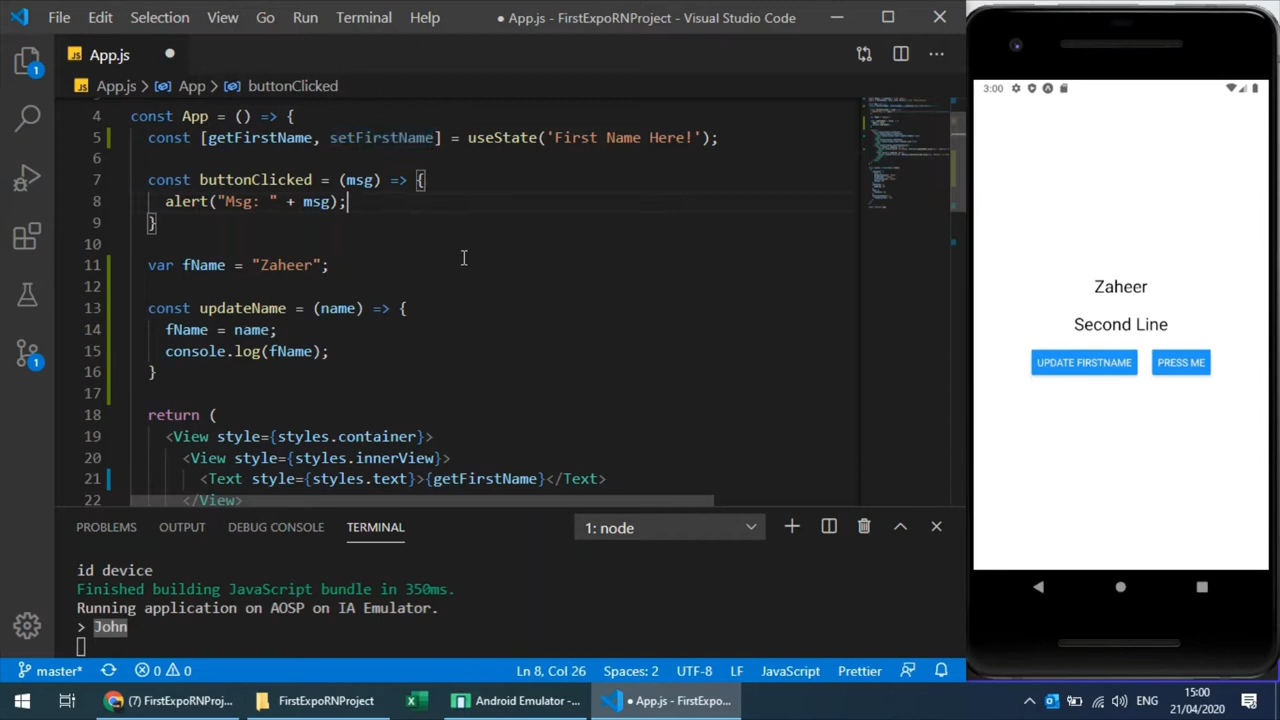 File Edit Selection View Go Run Terminal Help ● App.js - FirstExpoRNProject - Visual Studio Code
JS App.js
JS App.js > App > buttonClicked
4 const App = () => {
5 const [getFirstName, setFirstName] = useState('First Name Here!');
6
7 const buttonClicked = (msg) => {
8 alert("Msg: " + msg);
9 }
10
11 var fName = "Zaheer";
12
13 const updateName = (name) => {
14 fName = name;
15 console.log(fName);
16 }
17
18 return (
19 <View style={styles.container}>
20 <View style={styles.innerView}>
21 <Text style={styles.text}>{getFirstName}</Text>
22 </View>
1
1
PROBLEMS OUTPUT DEBUG CONSOLE TERMINAL 1: node
id device
Finished building JavaScript bundle in 350ms.
Running application on AOSP on IA Emulator.
> John
master* 0 0 Ln 8, Col 26 Spaces: 2 UTF-8 LF JavaScript Prettier
(7) FirstExpoRNProj... FirstExpoRNProject Android Emulator -... ● App.js - FirstExpo... ENG 15:00
21/04/2020
3:00
Zaheer
Second Line
UPDATE FIRSTNAME PRESS ME